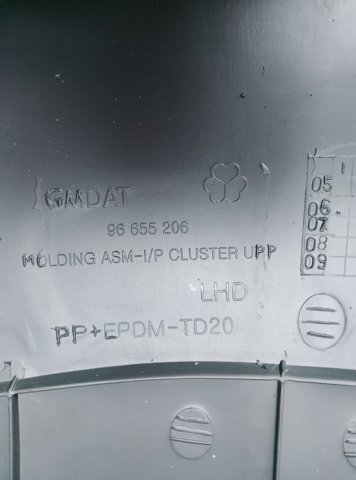 GMDAT
96 655 206
MOLDING ASM-I/P CLUSTER UPP
LHD
PP+EPDM-TD20
05
06
07
08
09